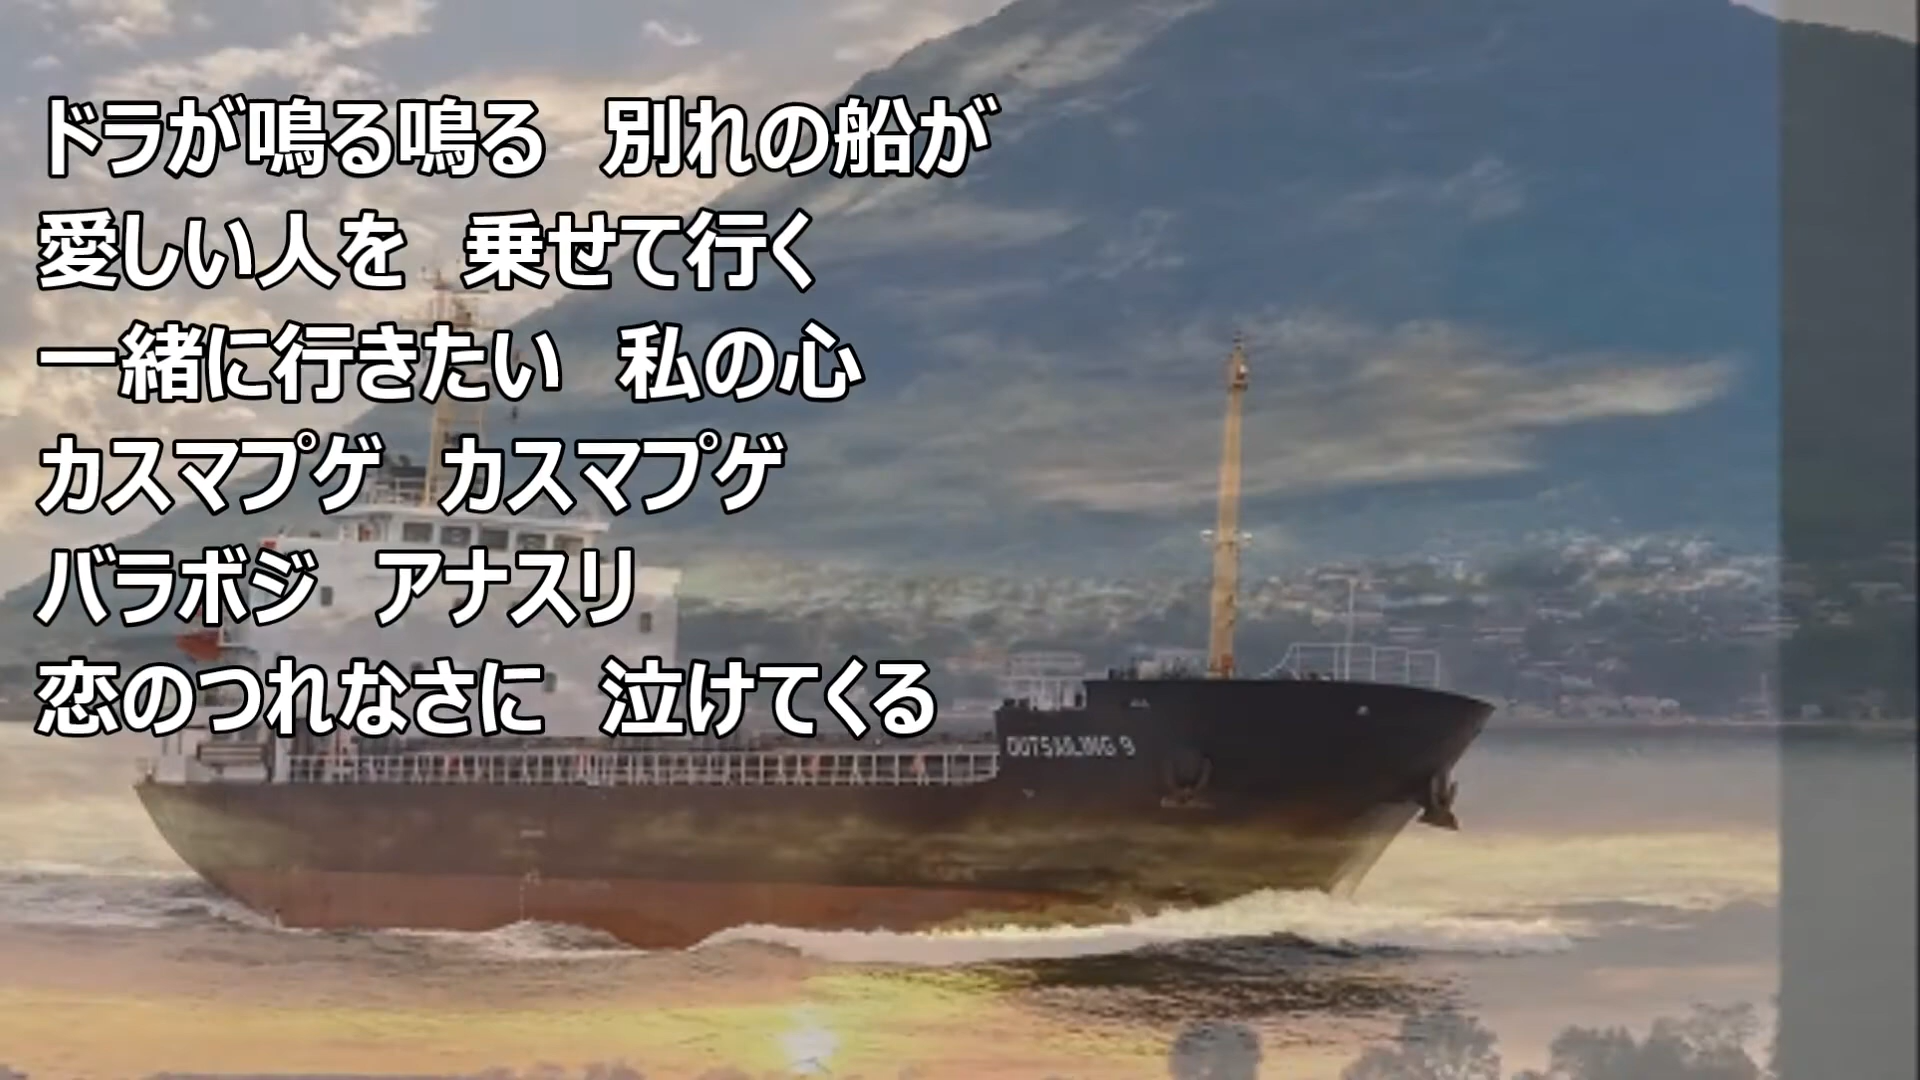 ドラが鳴る鳴る　別れの船が
愛しい人を　乗せて行く
一緒に行きたい　私の心
カスマプゲ　カスマプゲ
バラボジ　アナスリ
恋のつれなさに　泣けてくる
OUTSAILING 9